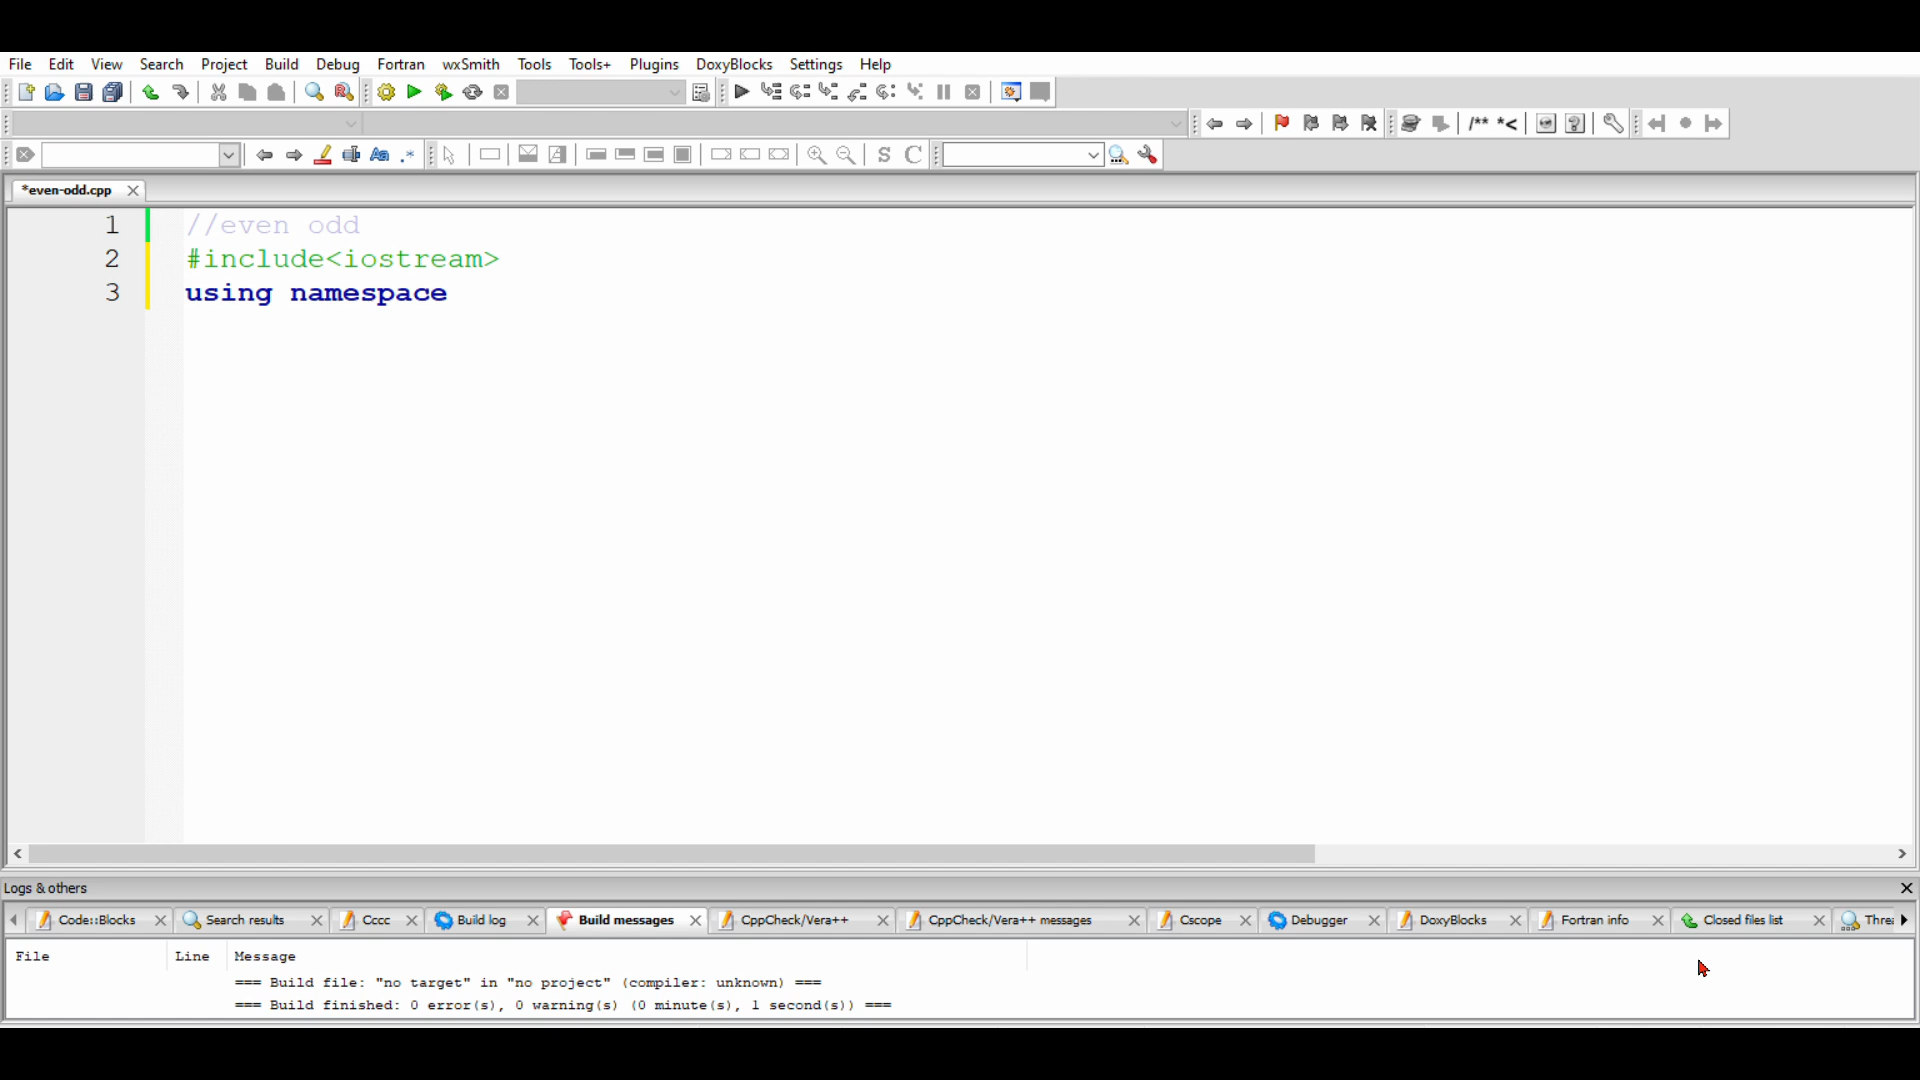 File Edit View Search Project Build Debug Fortran wxSmith Tools Tools+ Plugins DoxyBlocks Settings Help
/** *<
Aa .* S C
*even-odd.cpp
1 //even odd
2 #include<iostream>
3 using namespace
Logs & others
Code::Blocks Search results Cccc Build log Build messages CppCheck/Vera++ CppCheck/Vera++ messages Cscope Debugger DoxyBlocks Fortran info Closed files list Threa
File Line Message
=== Build file: "no target" in "no project" (compiler: unknown) ===
=== Build finished: 0 error(s), 0 warning(s) (0 minute(s), 1 second(s)) ===